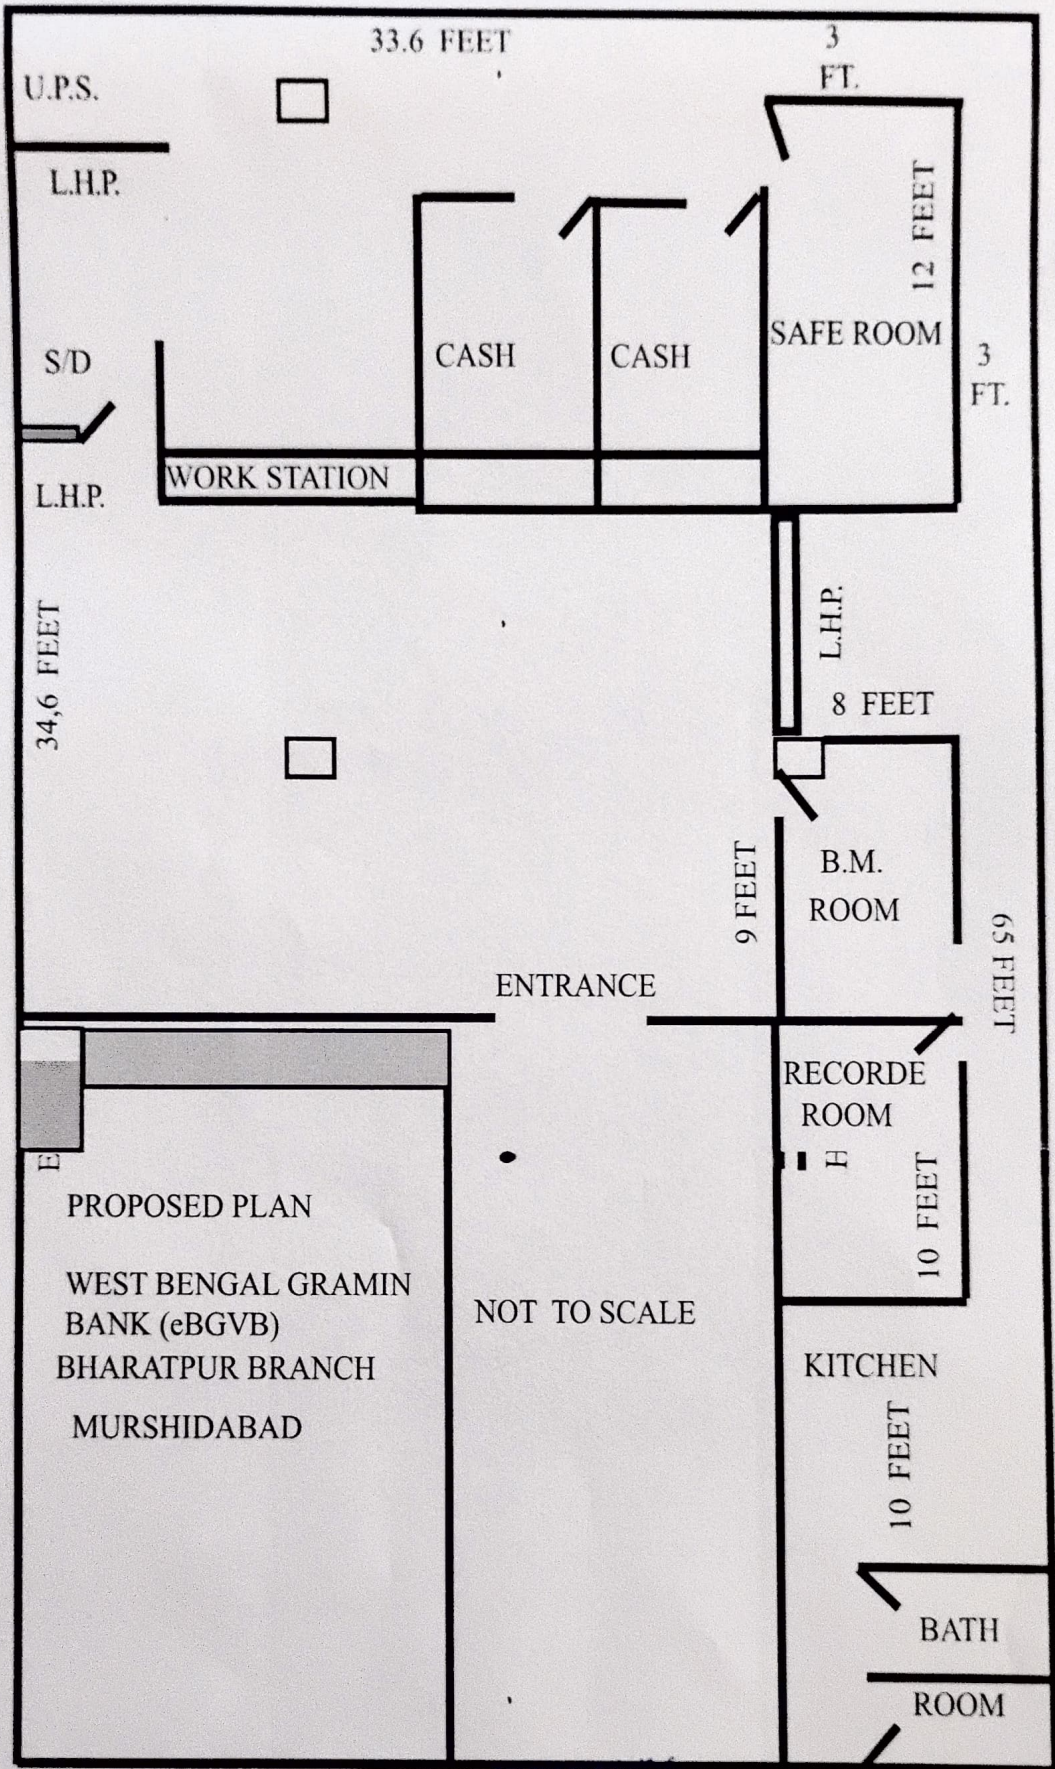 33.6 FEET
3
FT.
U.P.S.
L.H.P.
12 FEET
SAFE ROOM
S/D
CASH
CASH
3
FT.
WORK STATION
L.H.P.
34,6 FEET
L.H.P.
8 FEET
9 FEET
B.M.
ROOM
65 FEET
ENTRANCE
RECORDE
ROOM
E
H
10 FEET
PROPOSED PLAN
WEST BENGAL GRAMIN
BANK (eBGVB)
BHARATPUR BRANCH
MURSHIDABAD
NOT TO SCALE
KITCHEN
10 FEET
BATH
ROOM